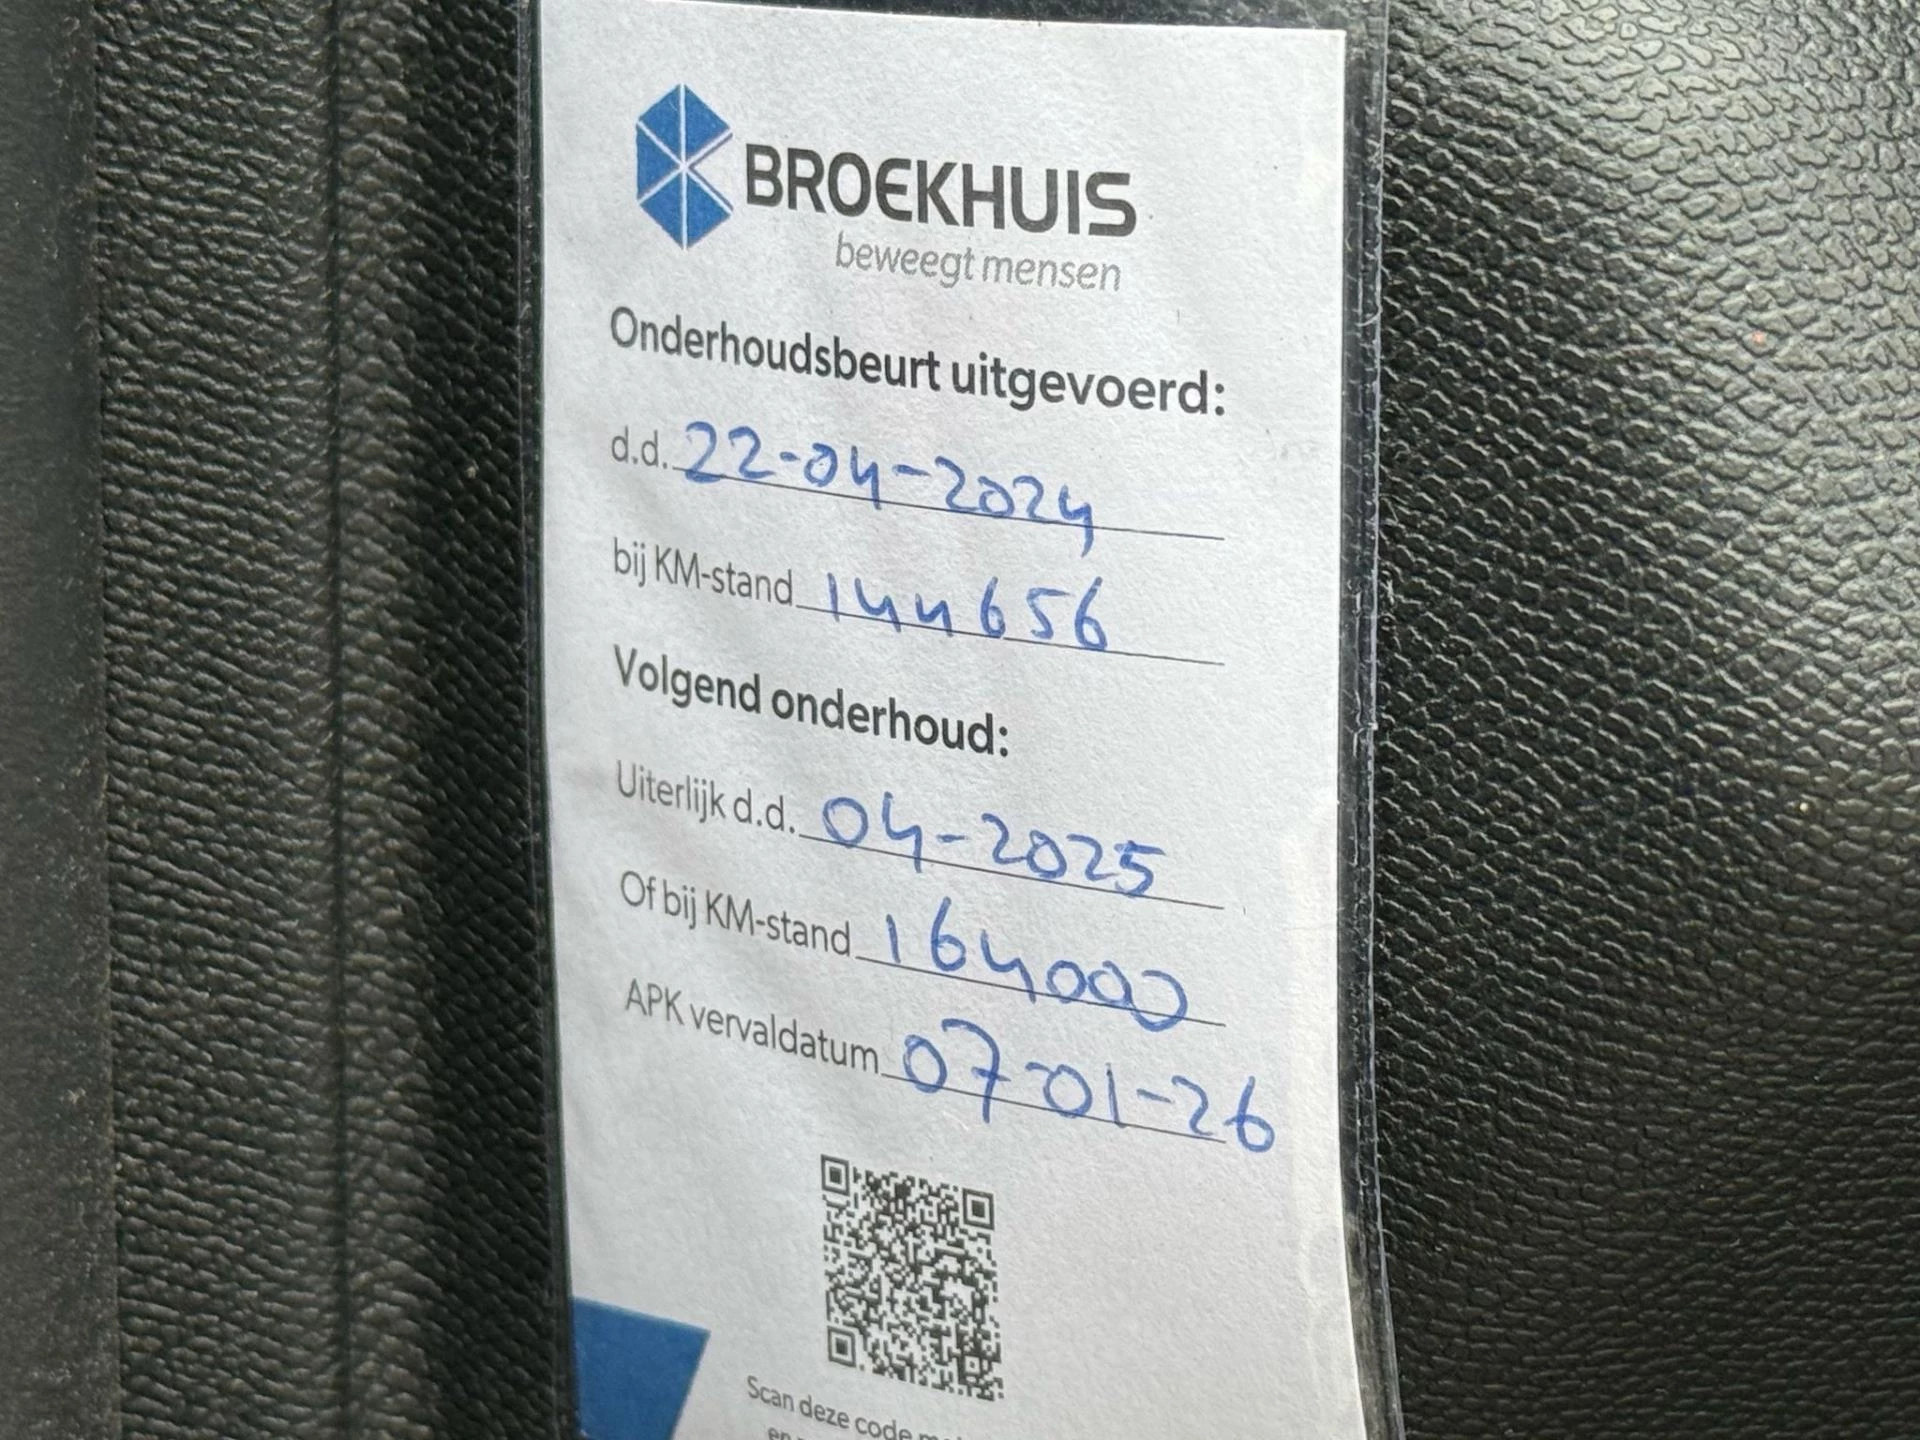 BROEKHUIS
beweegt mensen
Onderhoudsbeurt uitgevoerd:
d.d. 22-04-2024
bij KM-stand 144656
Volgend onderhoud:
Uiterlijk d.d. 04-2025
Of bij KM-stand 164000
APK vervaldatum 07-01-26
Scan deze code
en